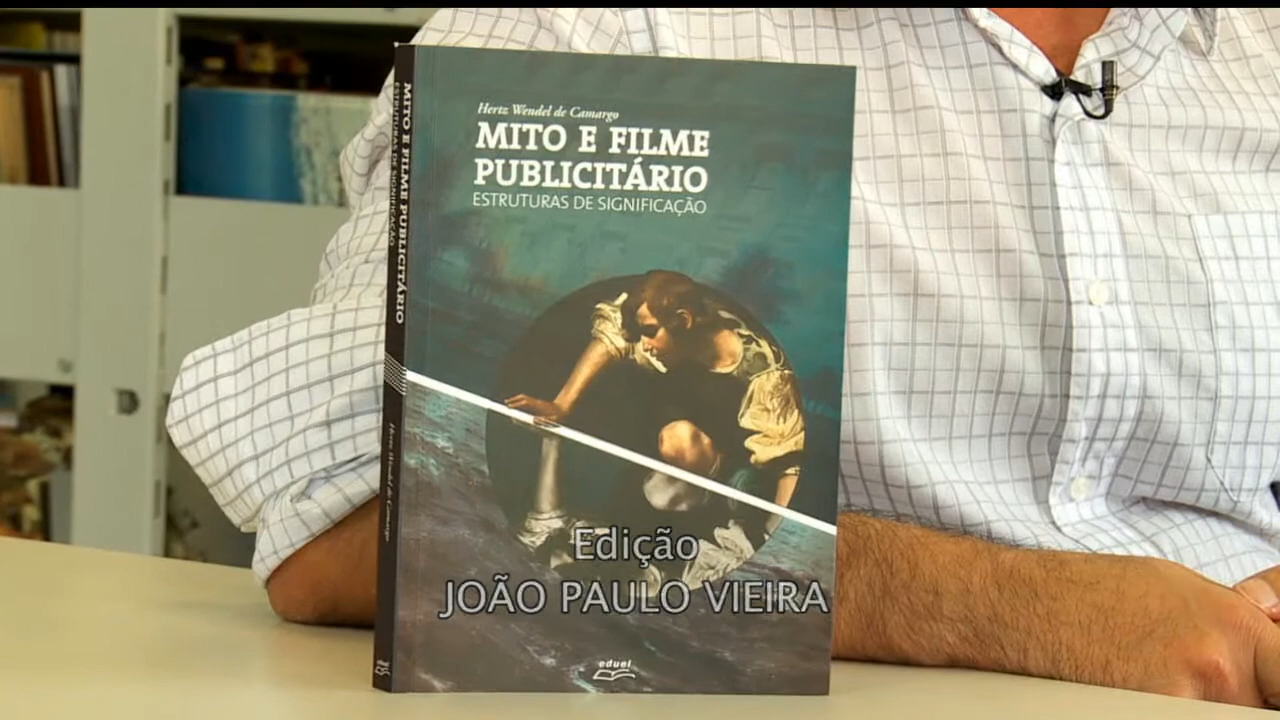 Hertz Wendel de Camargo
MITO E FILME
PUBLICITÁRIO
ESTRUTURAS DE SIGNIFICAÇÃO
MITO E FILME PUBLICITÁRIO
ESTRUTURAS DE SIGNIFICAÇÃO
Hertz Wendel de Camargo
Edição
JOÃO PAULO VIEIRA
eduel
eduel